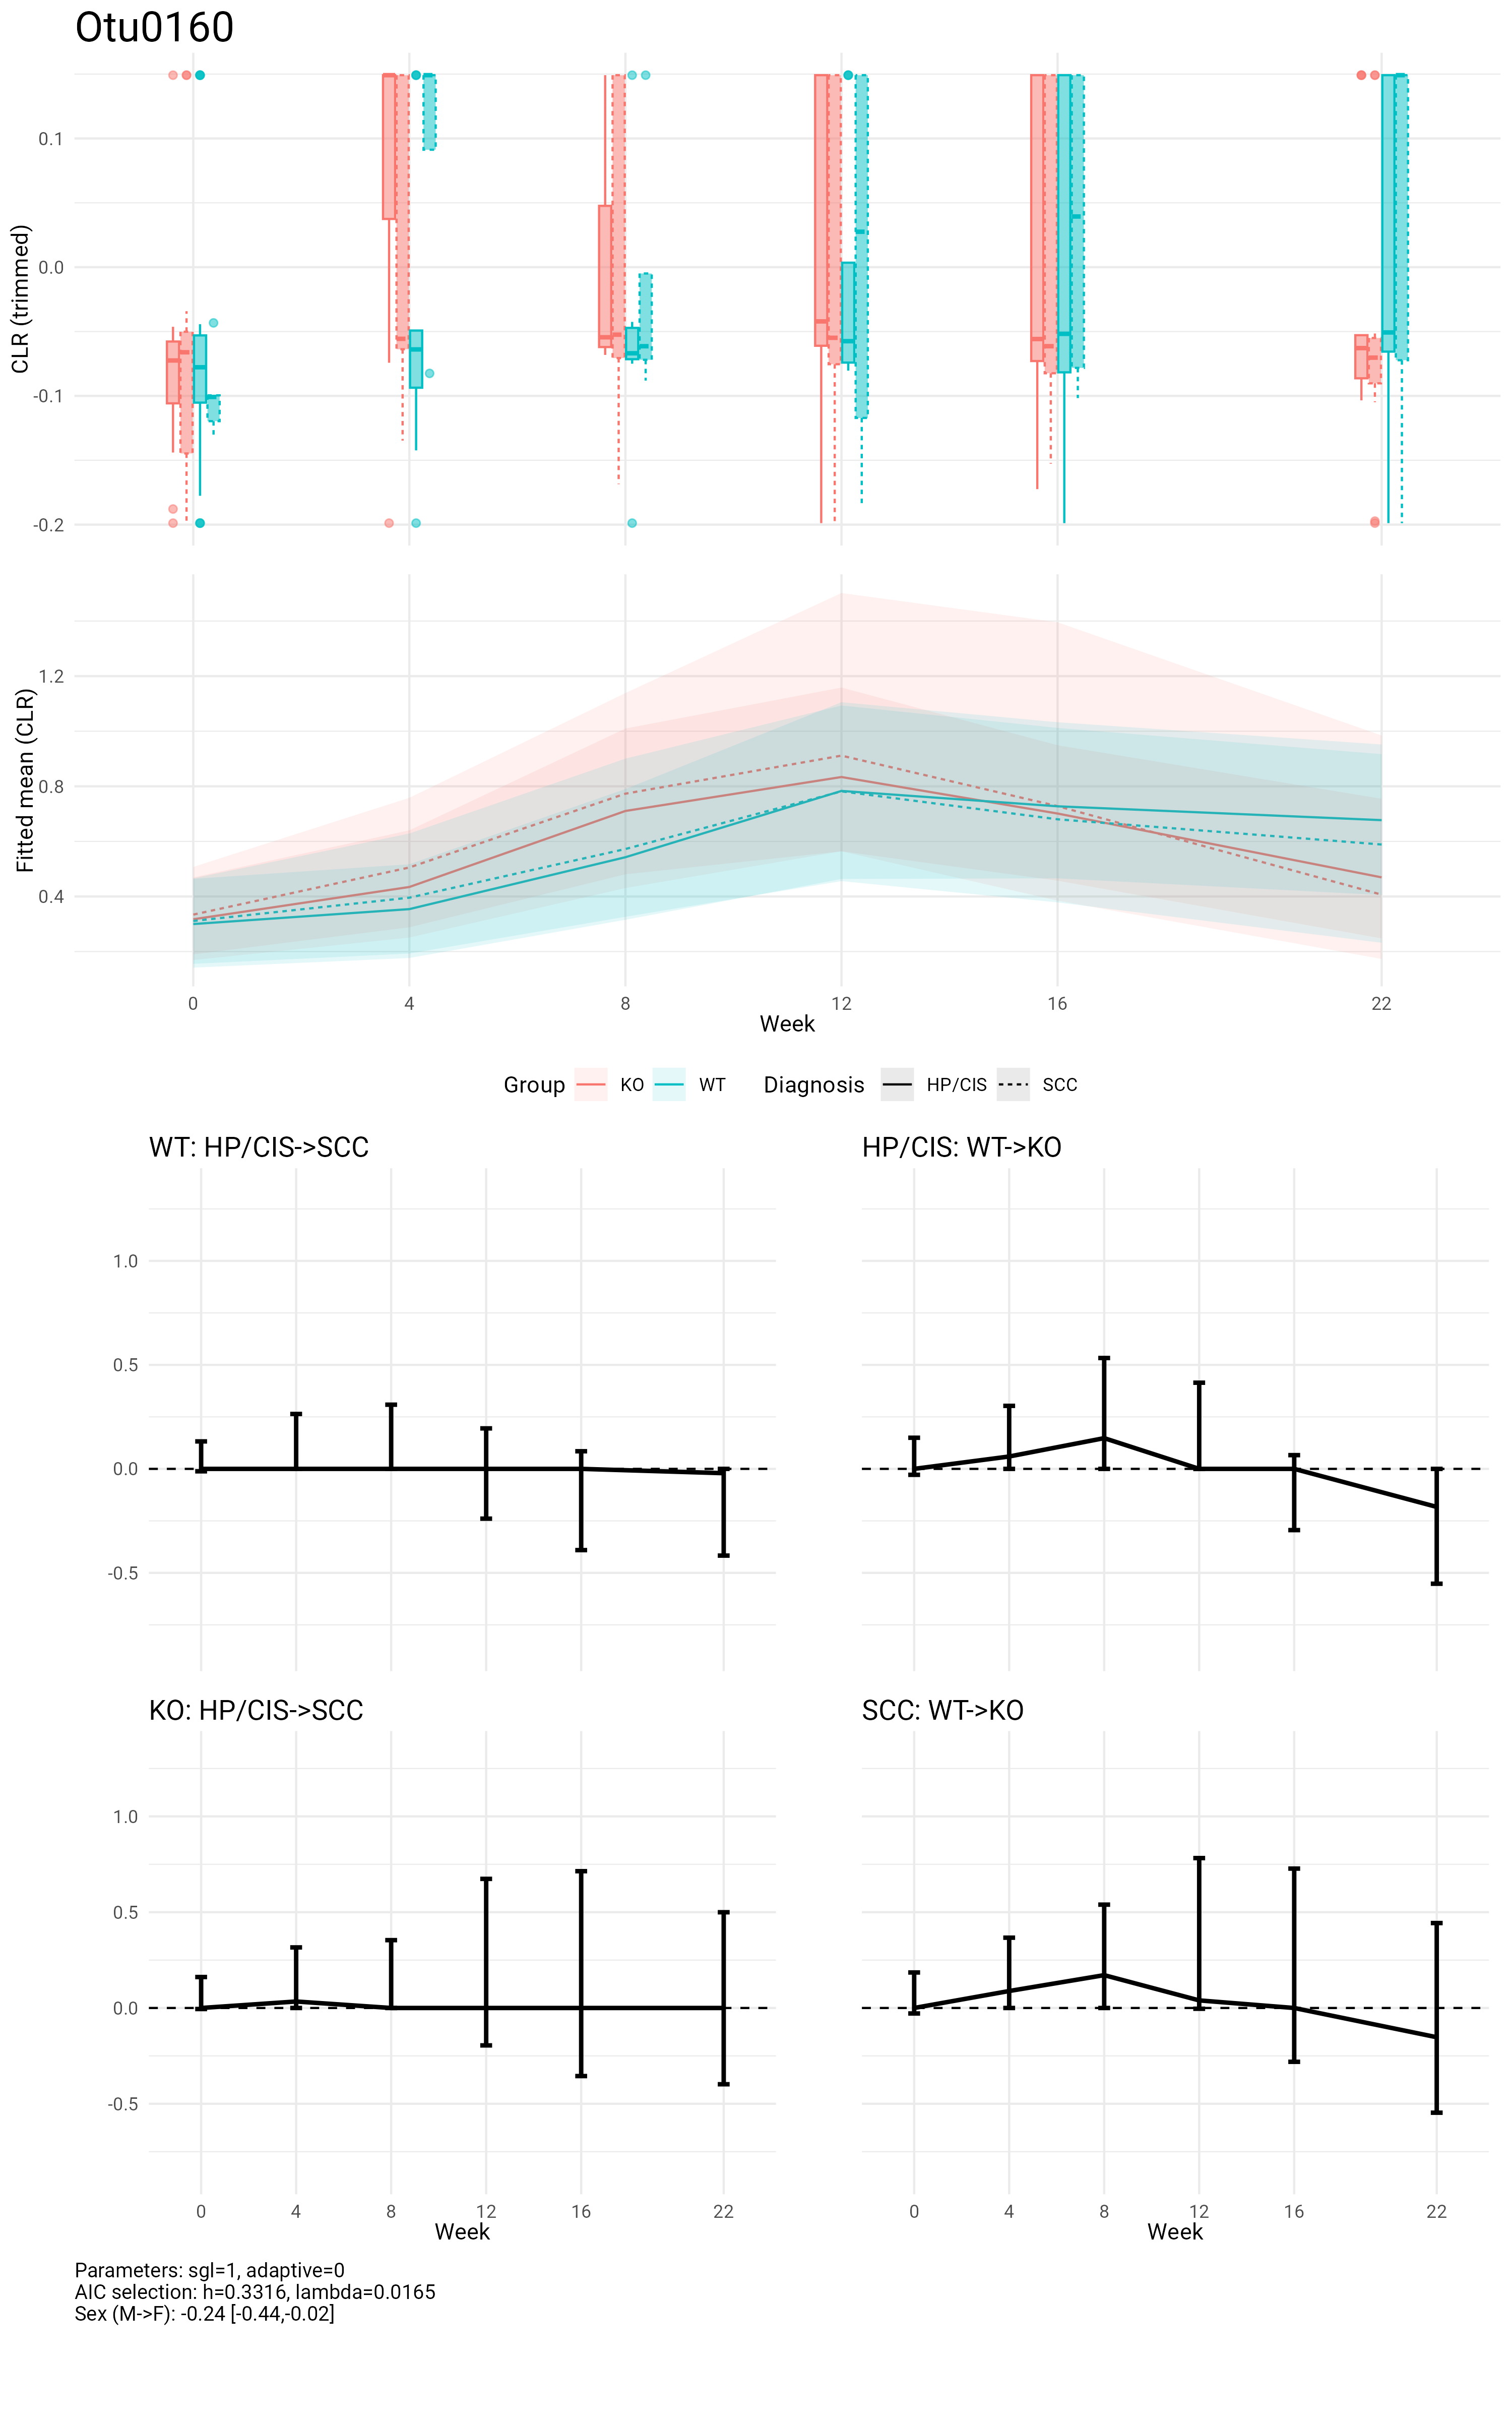 Otu0160
CLR (trimmed)
0.1
0.0
-0.1
-0.2
Fitted mean (CLR)
1.2
0.8
0.4
0 4 8 12 16 22
Week
Group KO WT Diagnosis HP/CIS SCC
WT: HP/CIS->SCC HP/CIS: WT->KO
1.0
0.5
0.0
-0.5
KO: HP/CIS->SCC SCC: WT->KO
1.0
0.5
0.0
-0.5
0 4 8 12 16 22 0 4 8 12 16 22
Week Week
Parameters: sgl=1, adaptive=0
AIC selection: h=0.3316, lambda=0.0165
Sex (M->F): -0.24 [-0.44,-0.02]